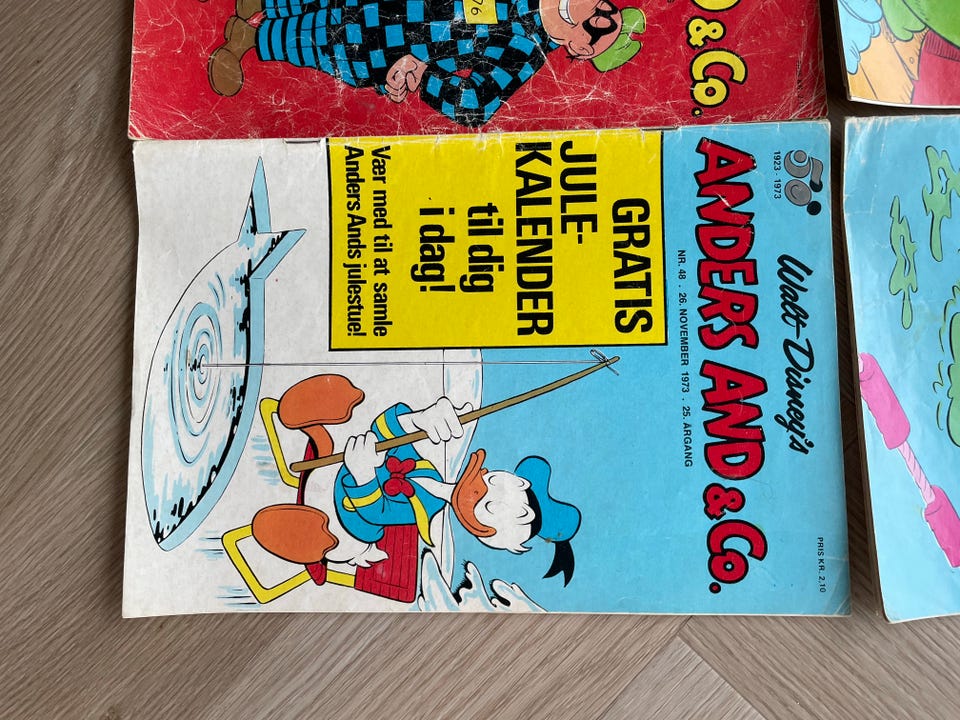 76
& Co.
50
1923 - 1973
Walt Disney's
ANDERS AND & Co.
NR. 48 . 26. NOVEMBER 1973 . 25. ÅRGANG
PRIS KR. 2,10
GRATIS
JULE-
KALENDER
til dig
i dag!
Vær med til at samle
Anders Ands julestue!